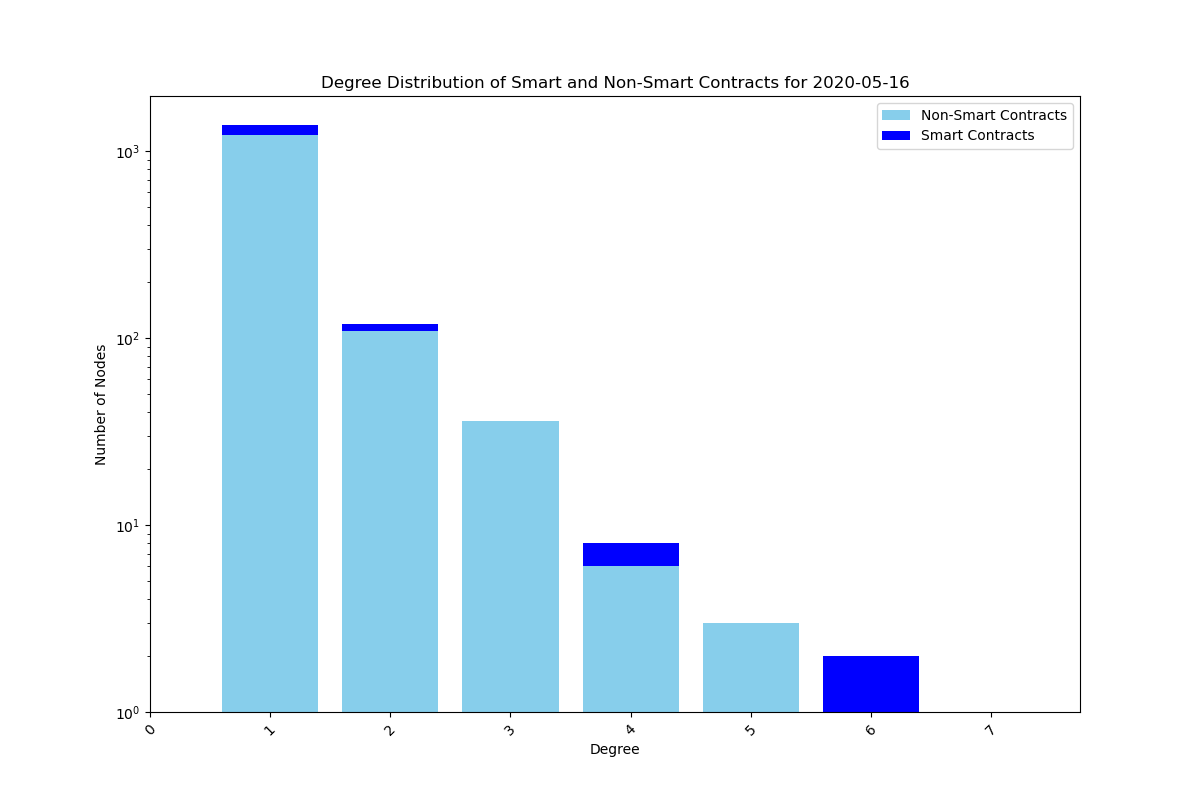 Degree Distribution of Smart and Non-Smart Contracts for 2020-05-16
Non-Smart Contracts
Smart Contracts
Number of Nodes
10³
10²
10¹
10⁰
0 1 2 3 4 5 6 7
Degree